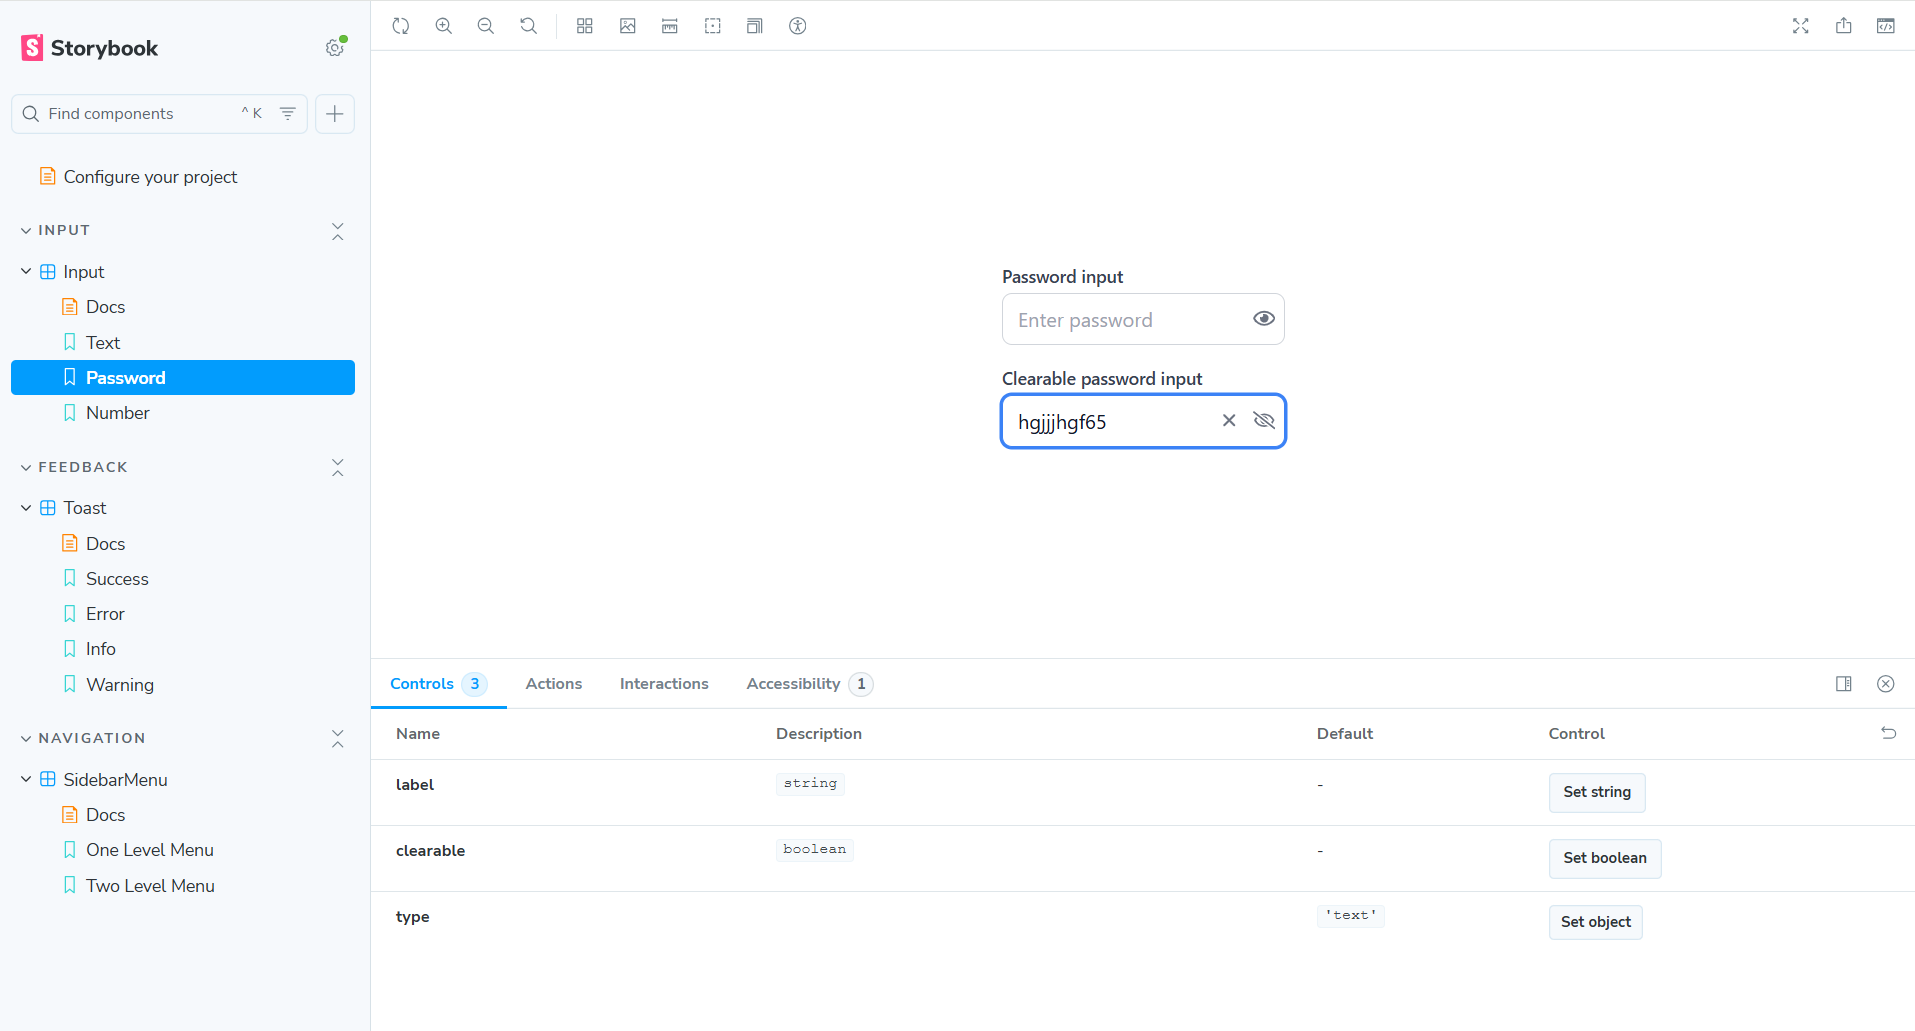 Storybook
Find components ^ K
Configure your project
INPUT
Input
Docs
Text
Password
Number
FEEDBACK
Toast
Docs
Success
Error
Info
Warning
NAVIGATION
SidebarMenu
Docs
One Level Menu
Two Level Menu
Password input
Enter password
Clearable password input
hgjjjhgf65
Controls 3 Actions Interactions Accessibility 1
Name Description Default Control
label string - Set string
clearable boolean - Set boolean
type 'text' Set object